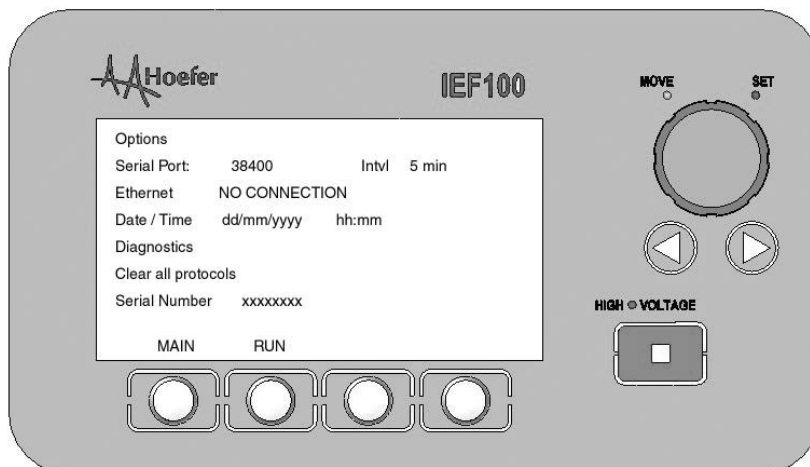 Hoefer
IEF100
MOVE SET
Options
Serial Port: 38400 Intvl 5 min
Ethernet NO CONNECTION
Date / Time dd/mm/yyyy hh:mm
Diagnostics
Clear all protocols
Serial Number xxxxxxxx
MAIN RUN
HIGH VOLTAGE